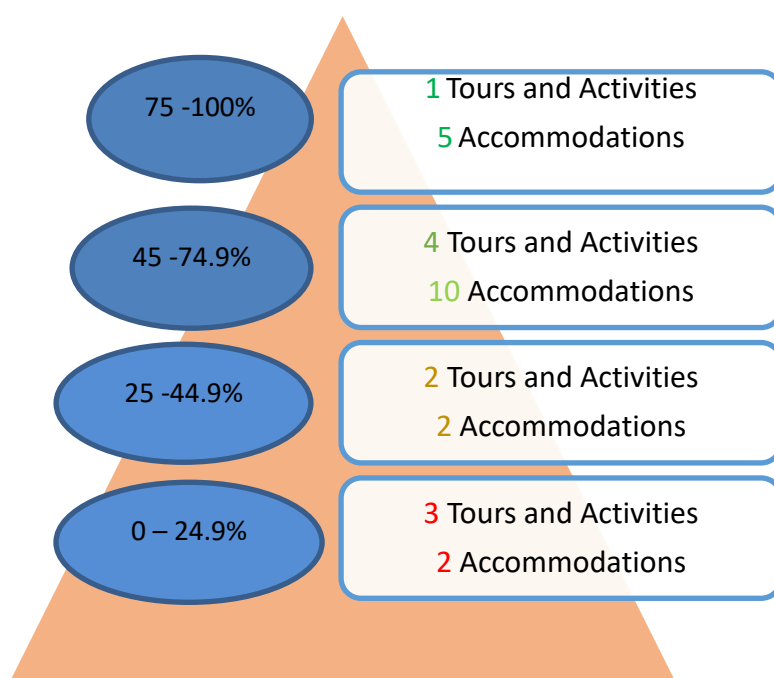 75 -100%
1 Tours and Activities
5 Accommodations
45 -74.9%
4 Tours and Activities
10 Accommodations
25 -44.9%
2 Tours and Activities
2 Accommodations
0 – 24.9%
3 Tours and Activities
2 Accommodations